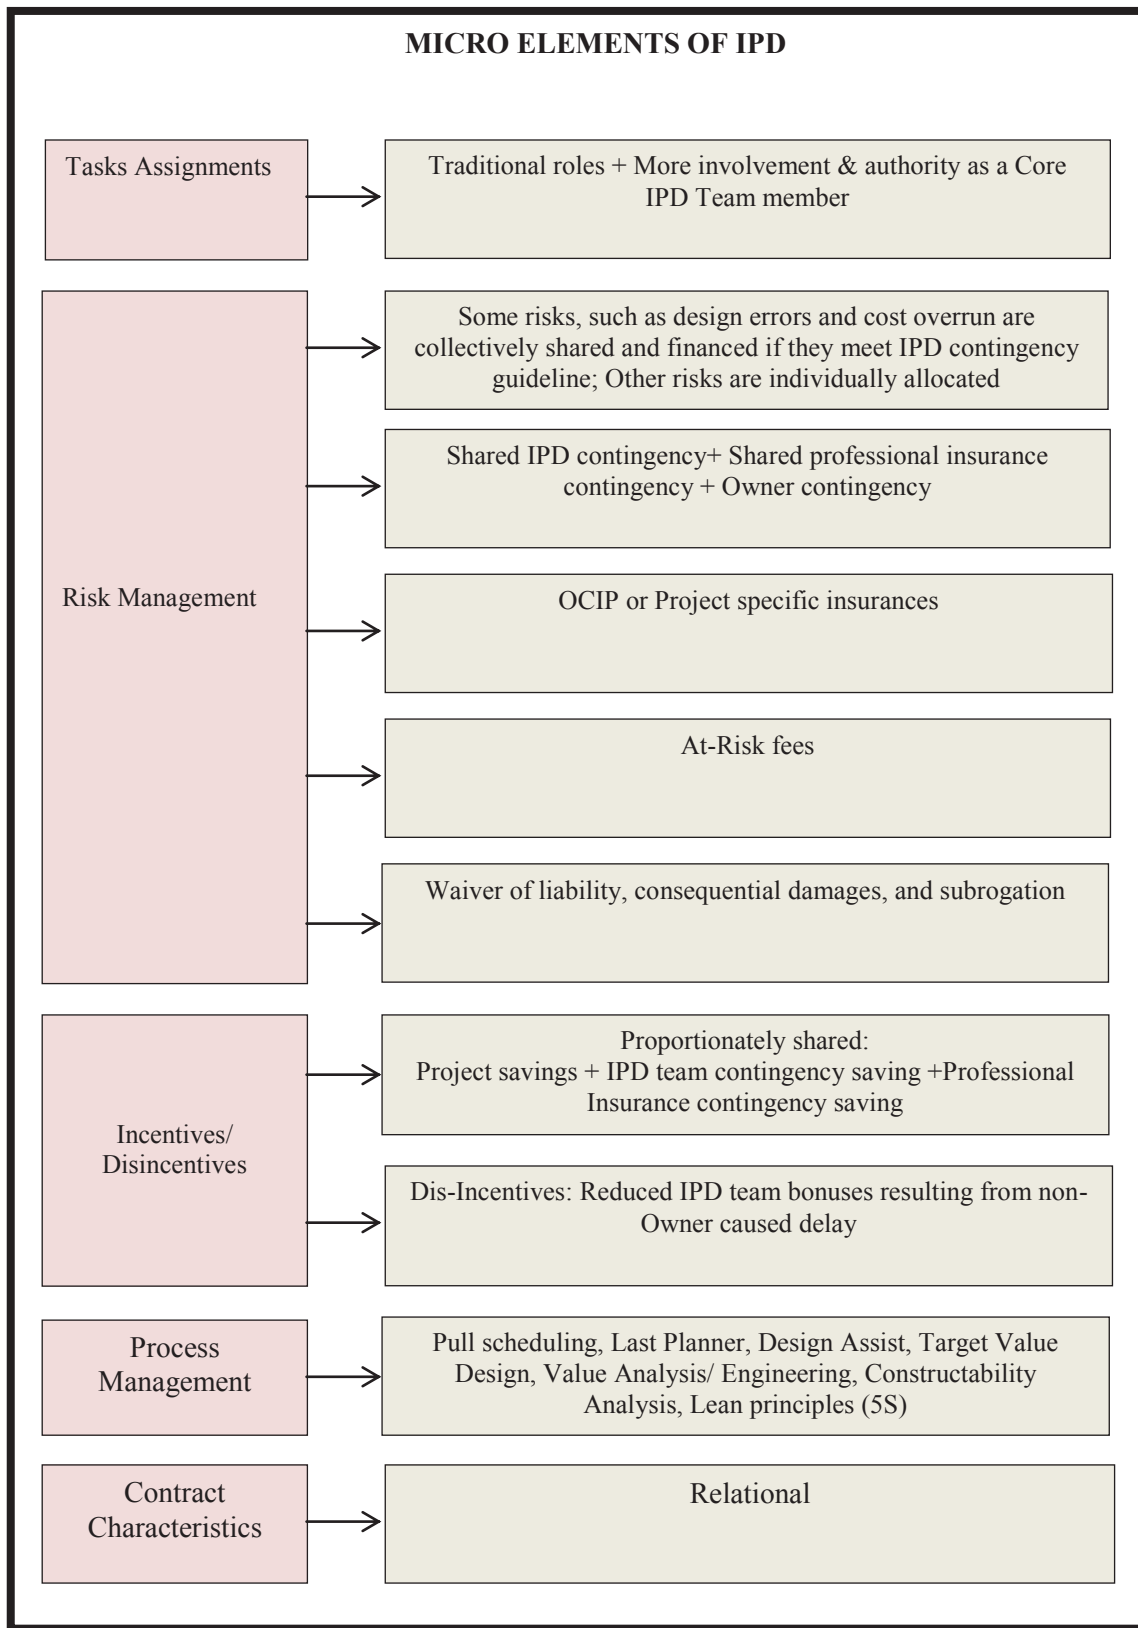 MICRO ELEMENTS OF IPD
Tasks Assignments
Traditional roles + More involvement & authority as a Core
IPD Team member
Risk Management
Some risks, such as design errors and cost overrun are
collectively shared and financed if they meet IPD contingency
guideline; Other risks are individually allocated
Shared IPD contingency+ Shared professional insurance
contingency + Owner contingency
OCIP or Project specific insurances
At-Risk fees
Waiver of liability, consequential damages, and subrogation
Incentives/
Disincentives
Proportionately shared:
Project savings + IPD team contingency saving +Professional
Insurance contingency saving
Dis-Incentives: Reduced IPD team bonuses resulting from non-
Owner caused delay
Process
Management
Pull scheduling, Last Planner, Design Assist, Target Value
Design, Value Analysis/ Engineering, Constructability
Analysis, Lean principles (5S)
Contract
Characteristics
Relational